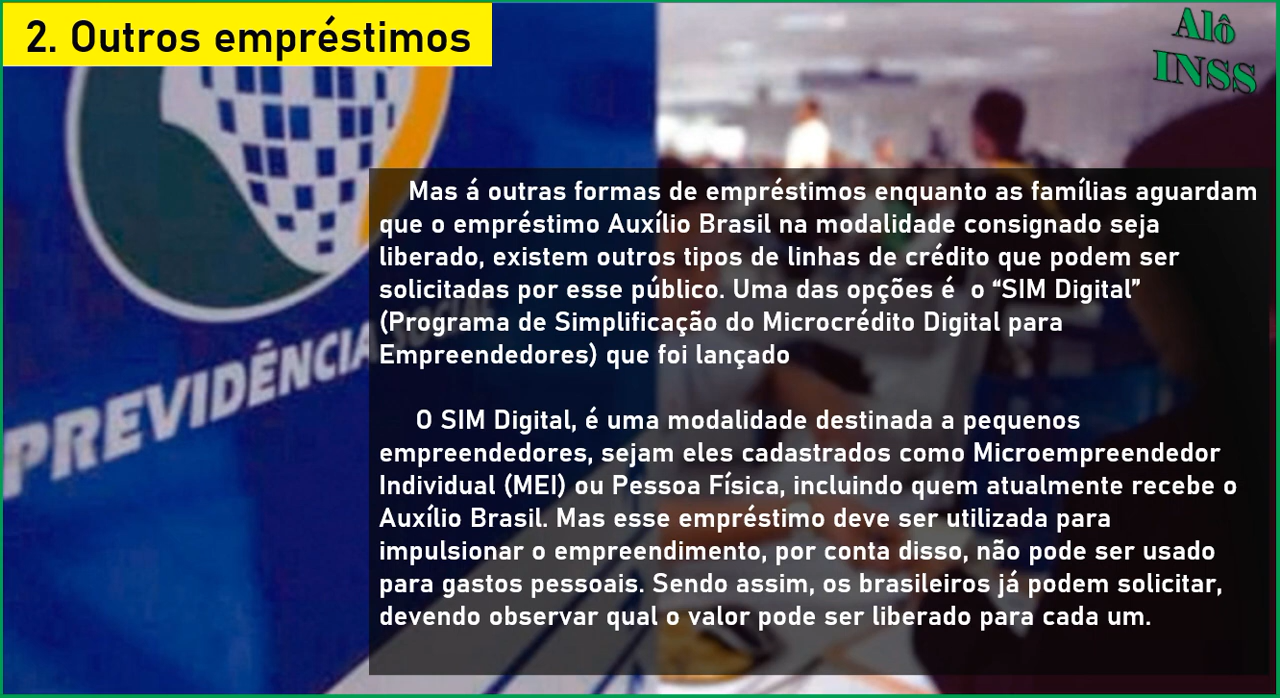 2. Outros empréstimos
Alô
INSS
PREVIDÊNCIA
Mas á outras formas de empréstimos enquanto as famílias aguardam
que o empréstimo Auxílio Brasil na modalidade consignado seja
liberado, existem outros tipos de linhas de crédito que podem ser
solicitadas por esse público. Uma das opções é  o “SIM Digital”
(Programa de Simplificação do Microcrédito Digital para
Empreendedores) que foi lançado
O SIM Digital, é uma modalidade destinada a pequenos
empreendedores, sejam eles cadastrados como Microempreendedor
Individual (MEI) ou Pessoa Física, incluindo quem atualmente recebe o
Auxílio Brasil. Mas esse empréstimo deve ser utilizada para
impulsionar o empreendimento, por conta disso, não pode ser usado
para gastos pessoais. Sendo assim, os brasileiros já podem solicitar,
devendo observar qual o valor pode ser liberado para cada um.